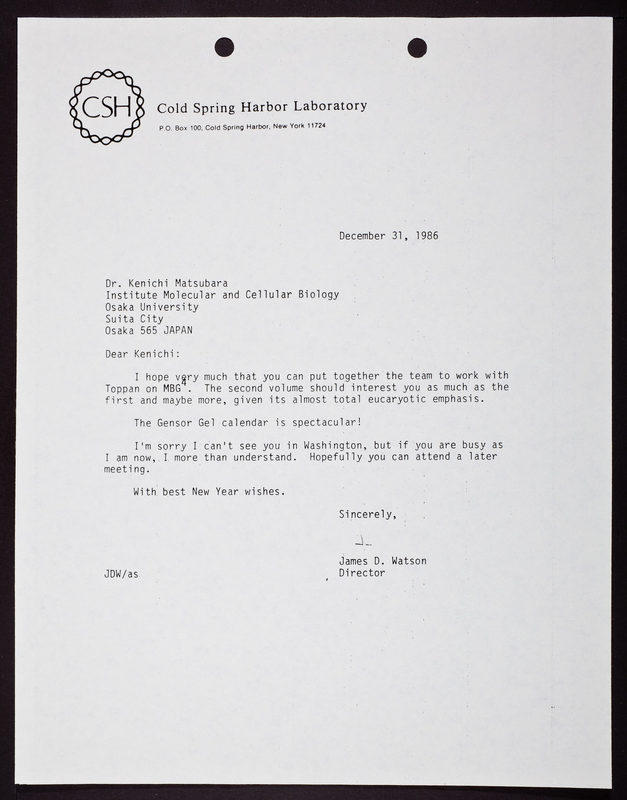 CSH
Cold Spring Harbor Laboratory
P.O. Box 100, Cold Spring Harbor, New York 11724
December 31, 1986
Dr. Kenichi Matsubara
Institute Molecular and Cellular Biology
Osaka University
Suita City
Osaka 565 JAPAN
Dear Kenichi:
I hope very much that you can put together the team to work with
Toppan on MBG4. The second volume should interest you as much as the
first and maybe more, given its almost total eucaryotic emphasis.
The Gensor Gel calendar is spectacular!
I'm sorry I can't see you in Washington, but if you are busy as
I am now, I more than understand. Hopefully you can attend a later
meeting.
With best New Year wishes.
Sincerely,
James D. Watson
JDW/as
Director